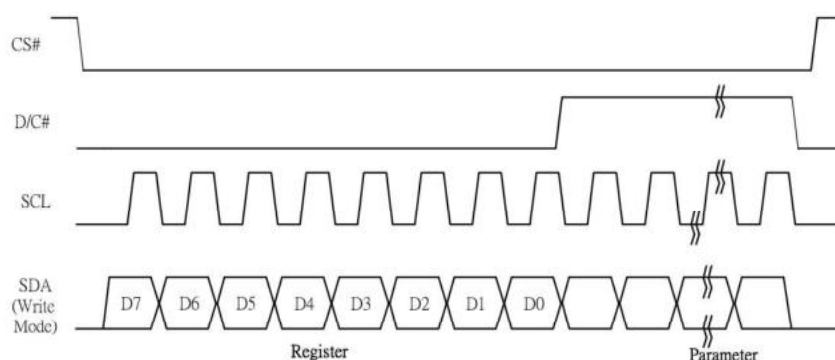 CS#
D/C#
SCL
SDA
(Write
Mode)
D7 D6 D5 D4 D3 D2 D1 D0
Register Parameter